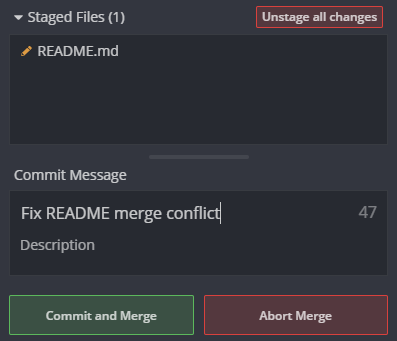 Staged Files (1)
Unstage all changes
README.md
Commit Message
Fix README merge conflict
47
Description
Commit and Merge
Abort Merge